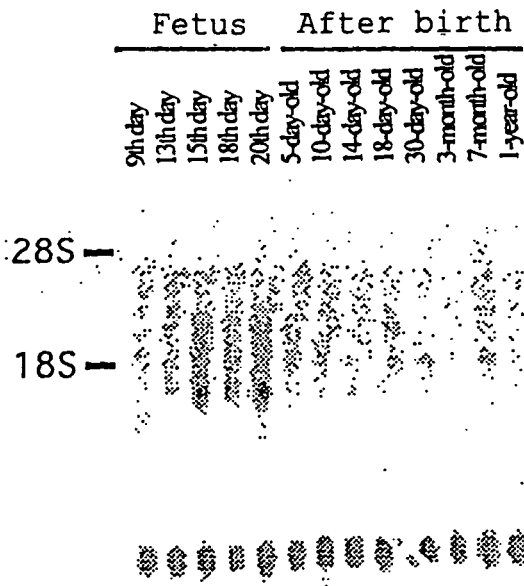 Fetus After birth
9th day 13th day 15th day 18th day 20th day 5-day-old 10-day-old 14-day-old 18-day-old 30-day-old 3-month-old 7-month-old 1-year-old
28S
18S